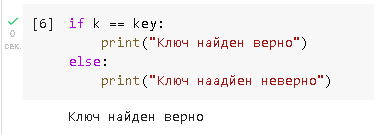 [6] if k == key:
print("Ключ найден верно")
0
сек.
else:
print("Ключ наадйен неверно")
Ключ найден верно